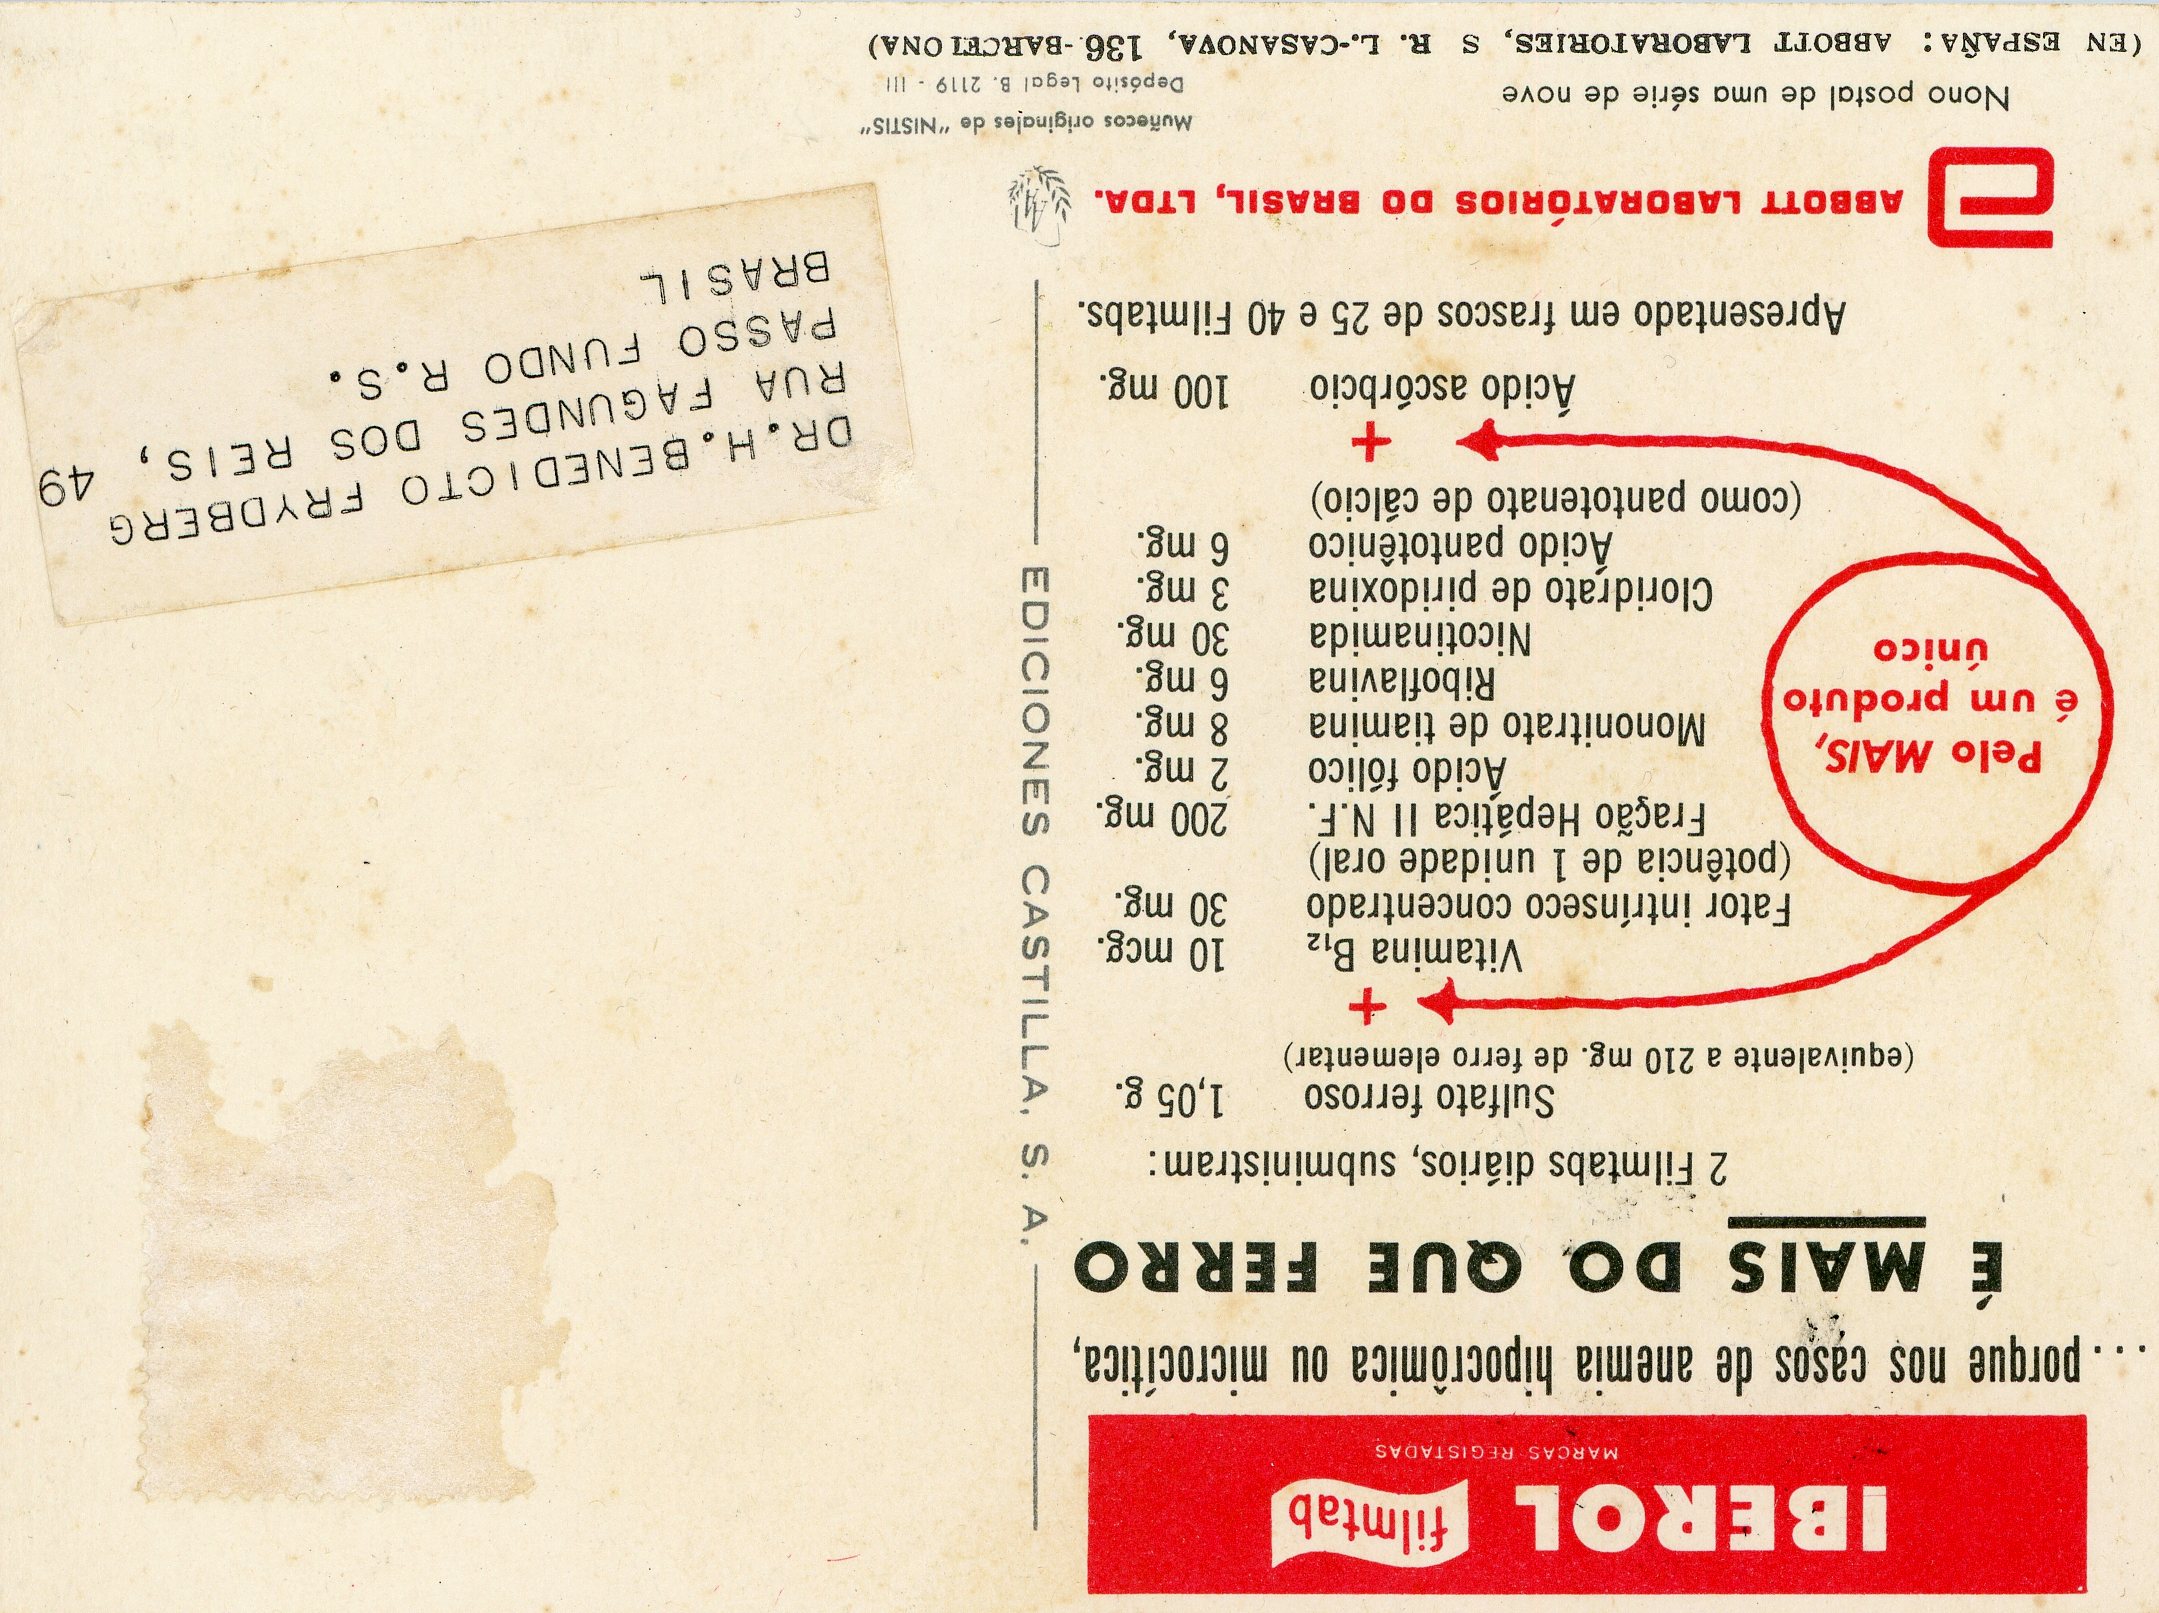 IBEROL filmtab
MARCAS REGISTADAS
...porque nos casos de anemia hipocrômica ou microcítica,
É MAIS DO QUE FERRO
2 Filmtabs diários, subministram:
Sulfato ferroso 1,05 g.
(equivalente a 210 mg. de ferro elementar)
+
Vitamina B₁₂ 10 mcg.
Fator intrínseco concentrado 30 mg.
(potência de 1 unidade oral)
Fração Hepática II N.F. 200 mg.
Ácido fólico 2 mg.
Mononitrato de tiamina 8 mg.
Riboflavina 6 mg.
Nicotinamida 30 mg.
Cloridrato de piridoxina 3 mg.
Ácido pantotênico 6 mg.
(como pantotenato de cálcio)
+
Ácido ascórbcio 100 mg.
Pelo MAIS,
é um produto
único
Apresentado em frascos de 25 e 40 Filmtabs.
ABBOTT LABORATÓRIOS DO BRASIL, LTDA.
Nono postal de uma série de nove
(EN ESPAÑA: ABBOTT LABORATORIES, S R. L.-CASANOVA, 136-BARCELONA)
EDICIONES CASTILLA, S. A.
Muñecos originales de "NISTIS"
Depósito Legal B. 2119 - III
DR.H.BENEDICTO FRYDBERG
RUA FAGUNDES DOS REIS, 49
PASSO FUNDO R.S.
BRASIL